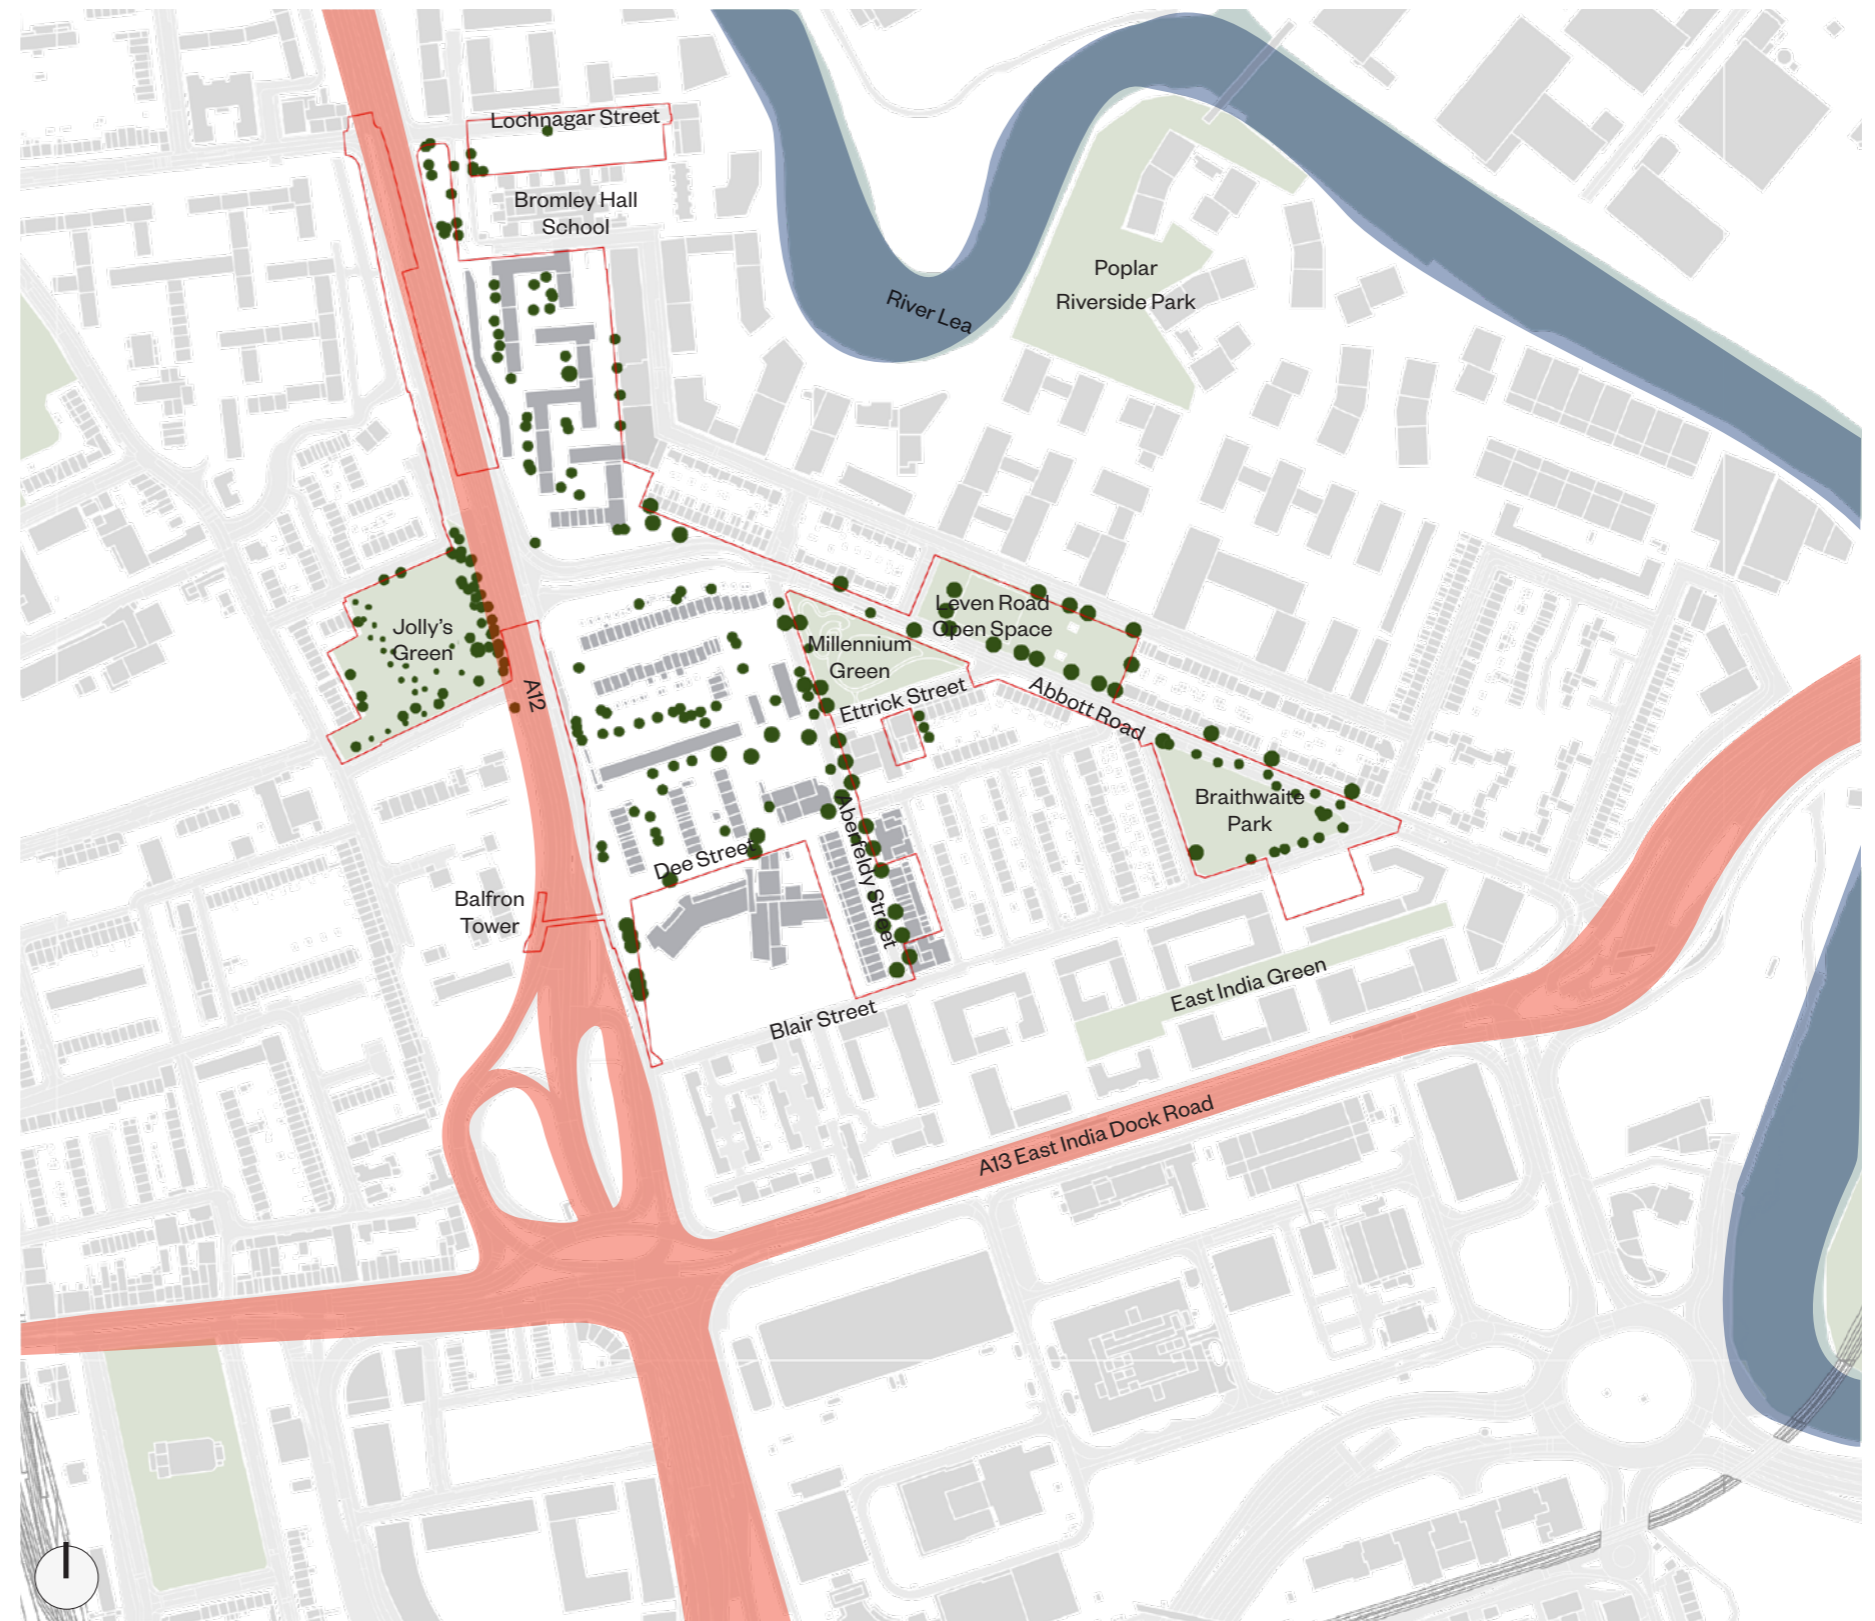 Lochnagar Street
Bromley Hall
School
Poplar
Riverside Park
River Lea
Leven Road
Open Space
Jolly's
Green
Millennium
Green
Ettrick Street
Abbott Road
A12
Braithwaite
Park
Aberfeldy Street
Dee Street
Balfron
Tower
East India Green
Blair Street
A13 East India Dock Road